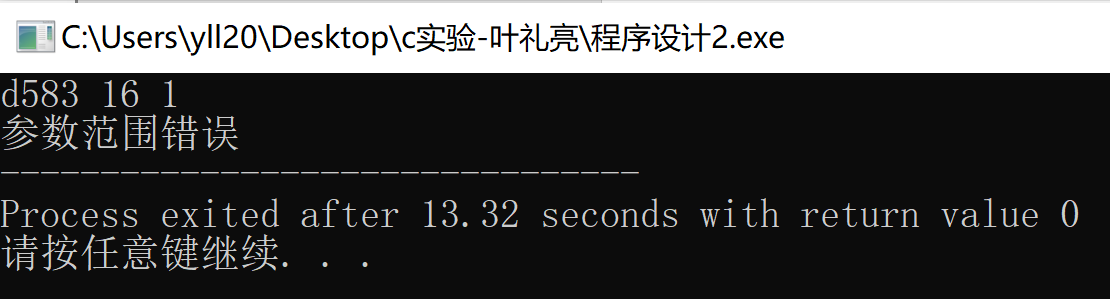 C:\Users\yll20\Desktop\c实验-叶礼亮\程序设计2.exe
d583 16 1
参数范围错误
--------------------------------
Process exited after 13.32 seconds with return value 0
请按任意键继续. . .